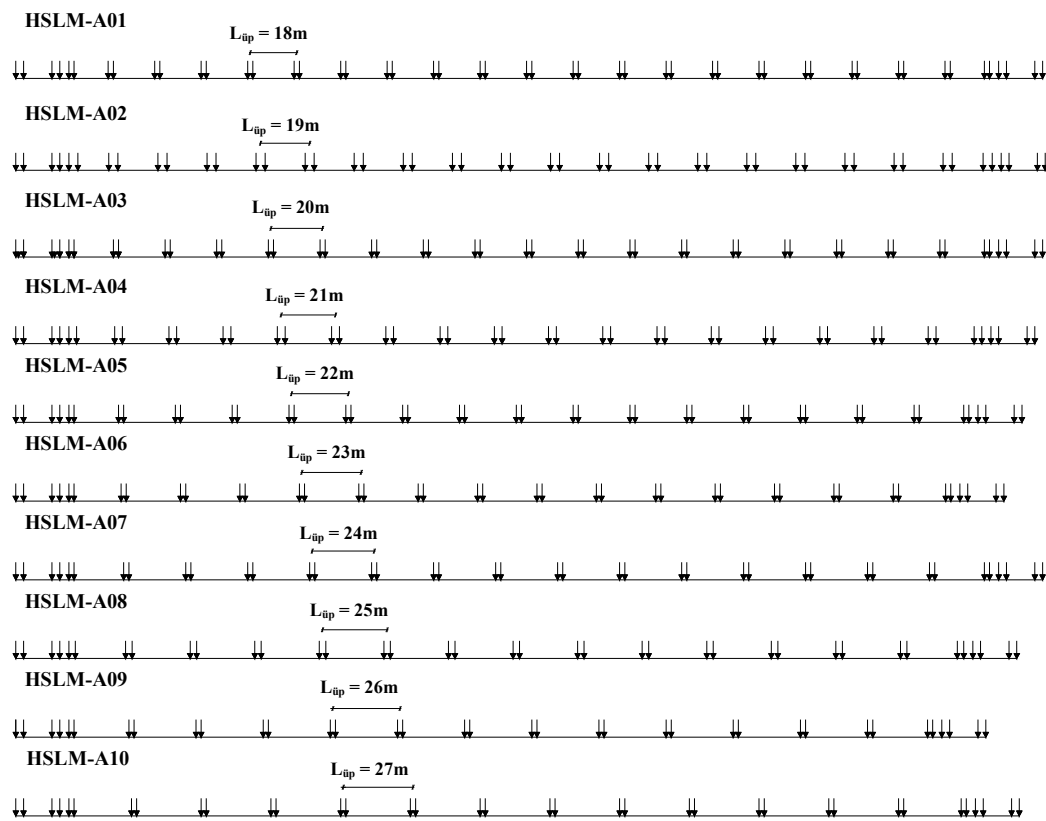 HSLM-A01
Lüp = 18m
HSLM-A02
Lüp = 19m
HSLM-A03
Lüp = 20m
HSLM-A04
Lüp = 21m
HSLM-A05
Lüp = 22m
HSLM-A06
Lüp = 23m
HSLM-A07
Lüp = 24m
HSLM-A08
Lüp = 25m
HSLM-A09
Lüp = 26m
HSLM-A10
Lüp = 27m